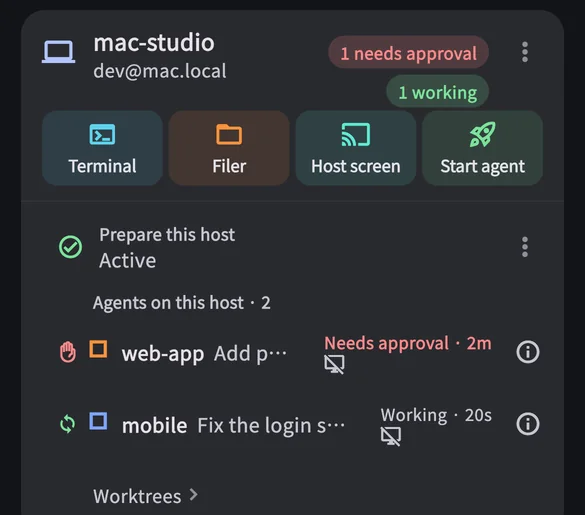 mac-studio
dev@mac.local
1 needs approval
1 working
Terminal
Filer
Host screen
Start agent
Prepare this host
Active
Agents on this host · 2
web-app Add p···
Needs approval · 2m
mobile Fix the login s···
Working · 20s
Worktrees